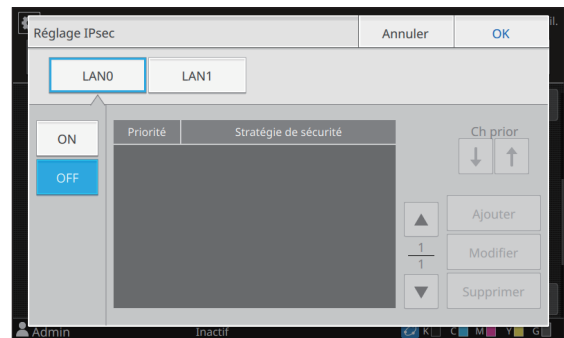 Réglage IPsec
Annuler
OK
LAN0
LAN1
ON
OFF
Priorité
Stratégie de sécurité
Ch prior
Ajouter
1
1
Modifier
Supprimer
Admin
Inactif
K
C
M
Y
G